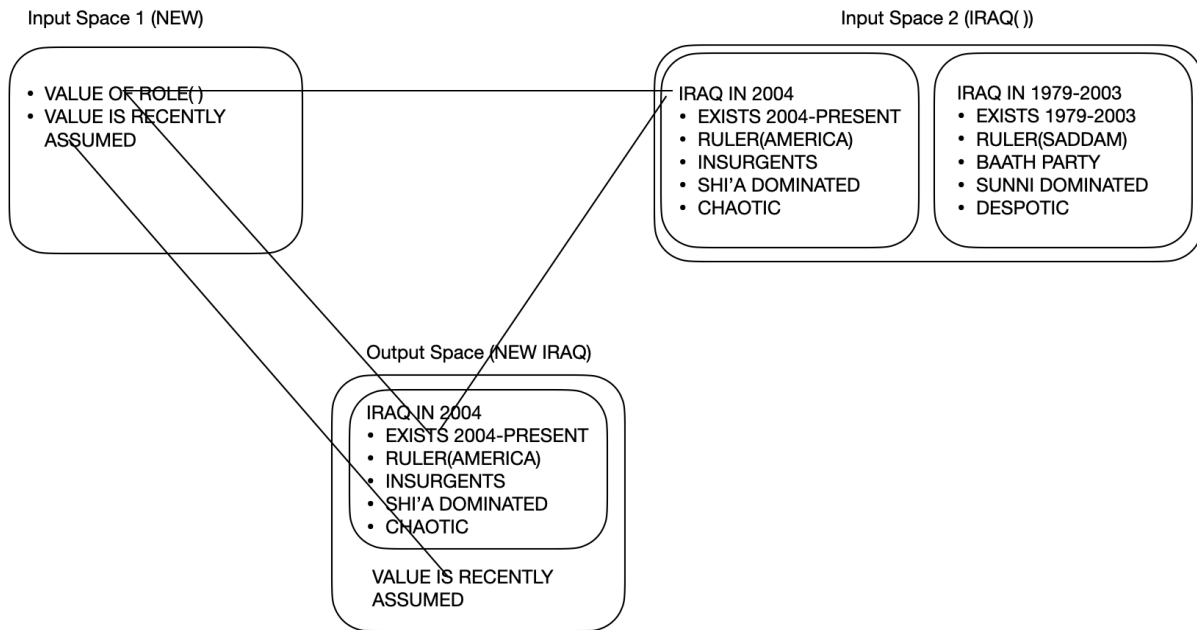 Input Space 1 (NEW)
• VALUE OF ROLE( )
• VALUE IS RECENTLY
ASSUMED
Input Space 2 (IRAQ( ))
IRAQ IN 2004
• EXISTS 2004-PRESENT
• RULER(AMERICA)
• INSURGENTS
• SHI'A DOMINATED
• CHAOTIC
IRAQ IN 1979-2003
• EXISTS 1979-2003
• RULER(SADDAM)
• BAATH PARTY
• SUNNI DOMINATED
• DESPOTIC
Output Space (NEW IRAQ)
IRAQ IN 2004
• EXISTS 2004-PRESENT
• RULER(AMERICA)
• INSURGENTS
• SHI'A DOMINATED
• CHAOTIC
VALUE IS RECENTLY
ASSUMED